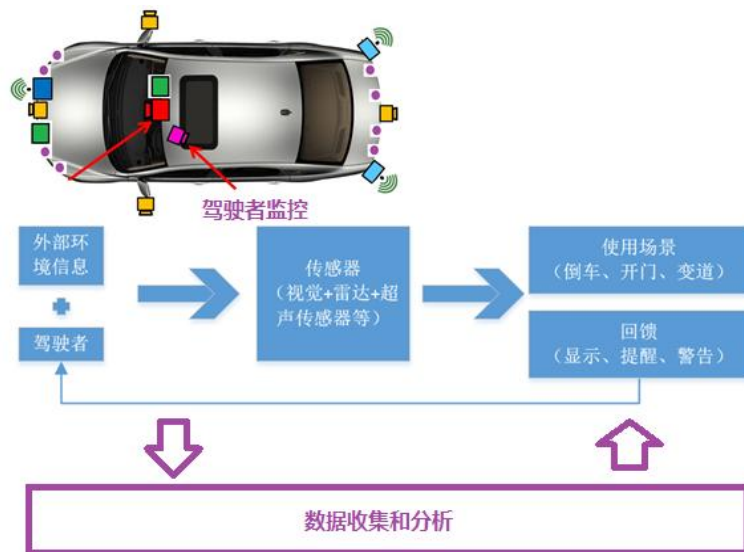 驾驶者监控
外部环
境信息
驾驶者
传感器
（视觉+雷达+超
声传感器等）
使用场景
（倒车、开门、变道）
回馈
（显示、提醒、警告）
数据收集和分析